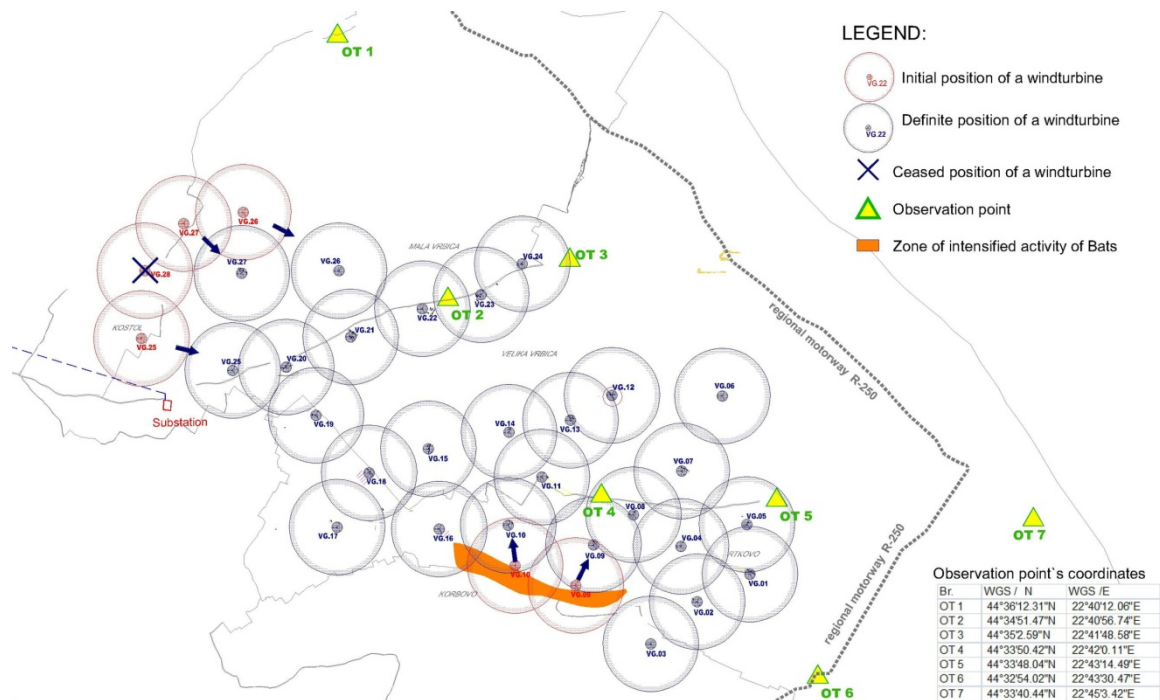 LEGEND:
VG.22
Initial position of a windturbine
VG.22
Definite position of a windturbine
Ceased position of a windturbine
Observation point
Zone of intensified activity of Bats
OT 1
VG.27
VG.26
VG.28
VG.27
VG.26
MALA VRBICA
VG.24
OT 3
OT 2
VG.23
VG.22
KOSTOL
VG.25
VG.21
VG.25
VG.20
VELIKA VRBICA
regional motorway R-250
Substation
VG.19
VG.12
VG.06
VG.13
VG.14
VG.15
VG.11
VG.07
VG.18
OT 4
OT 5
VG.08
VG.05
VG.17
VG.16
VG.10
VG.09
VG.04
RTKOVO
OT 7
VG.10
VG.09
VG.01
KORBOVO
VG.02
VG.03
regional motorway R-250
OT 6
Observation point`s coordinates
Br. WGS / N WGS /E
OT 1 44°36'12.31"N 22°40'12.06"E
OT 2 44°34'51.47"N 22°40'56.74"E
OT 3 44°35'2.59"N 22°41'48.58"E
OT 4 44°33'50.42"N 22°42'0.11"E
OT 5 44°33'48.04"N 22°43'14.49"E
OT 6 44°32'54.02"N 22°43'30.47"E
OT 7 44°33'40.44"N 22°45'3.42"E